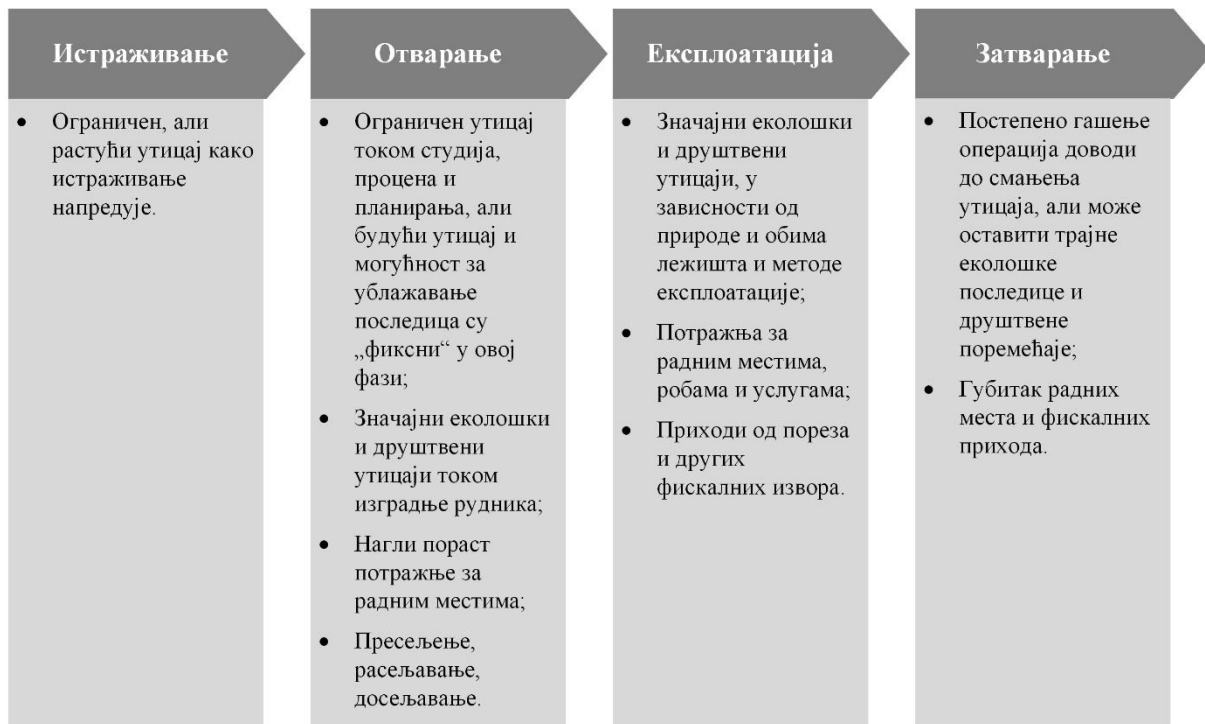 Истраживање
• Ограничен, али
растући утицај како
истраживање
напредује.
Отварање
• Ограничен утицај
током студија,
процена и
планирања, али
будући утицај и
могућност за
ублажавање
последица су
„фиксни“ у овој
фази;
• Значајни еколошки
и друштвени
утицаји током
изградње рудника;
• Нагли пораст
потражње за
радним местима;
• Пресељење,
расељавање,
досељавање.
Експлоатација
• Значајни еколошки
и друштвени
утицаји, у
зависности од
природе и обима
лежишта и методе
експлоатације;
• Потражња за
радним местима,
робама и услугама;
• Приходи од пореза
и других
фискалних извора.
Затварање
• Постепено гашење
операција доводи
до смањења
утицаја, али може
оставити трајне
еколошке
последице и
друштвене
поремећаје;
• Губитак радних
места и фискалних
прихода.